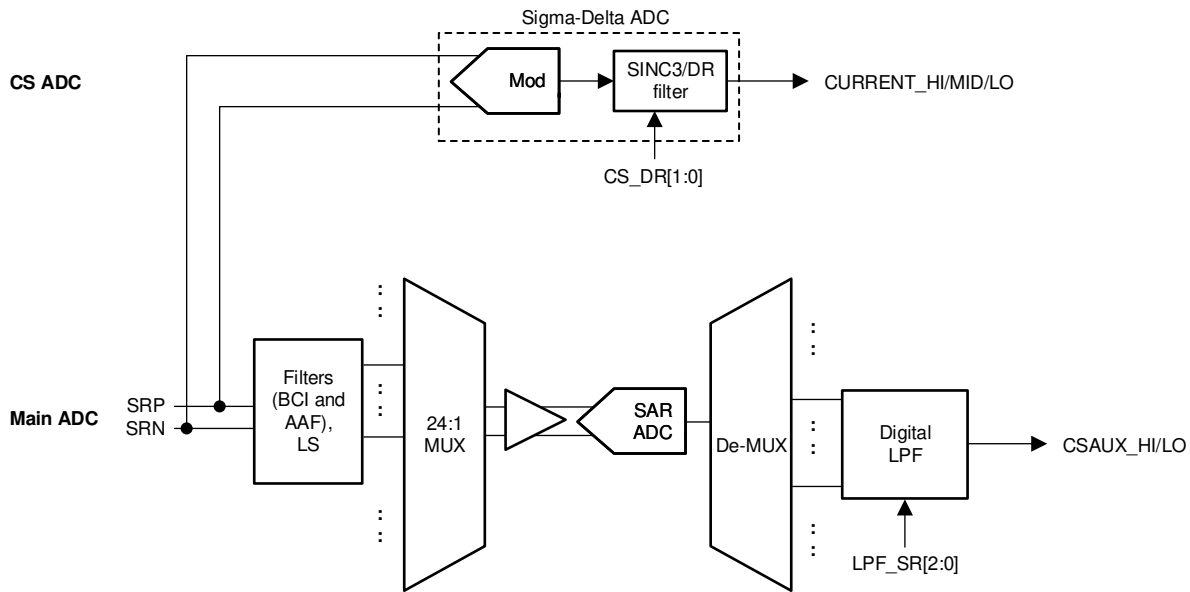 Sigma-Delta ADC
CS ADC
Mod
SINC3/DR
filter
CURRENT_HI/MID/LO
CS_DR[1:0]
Main ADC
SRP
SRN
Filters
(BCI and
AAF),
LS
24:1
MUX
SAR
ADC
De-MUX
Digital
LPF
CSAUX_HI/LO
LPF_SR[2:0]